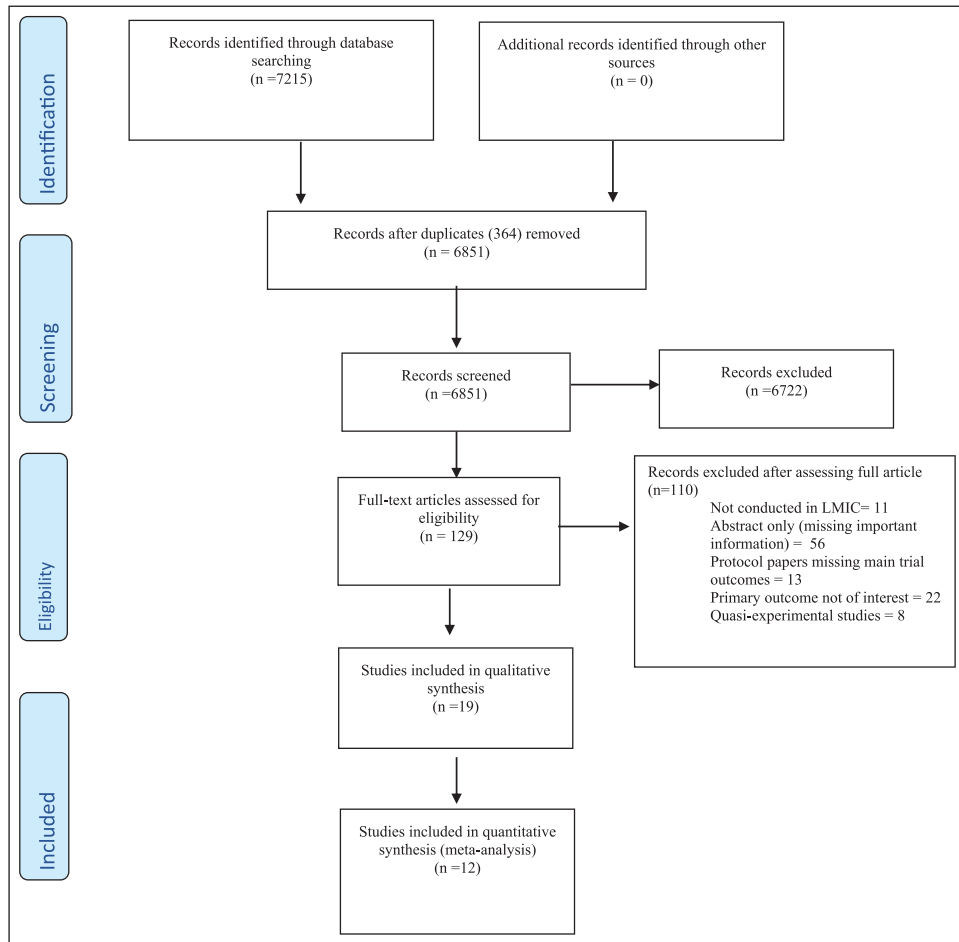 Identification
Records identified through database
searching
(n =7215)
Additional records identified through other
sources
(n = 0)
Records after duplicates (364) removed
(n = 6851)
Screening
Records screened
(n =6851)
Records excluded
(n =6722)
Eligibility
Full-text articles assessed for
eligibility
(n = 129)
Records excluded after assessing full article
(n=110)
Not conducted in LMIC= 11
Abstract only (missing important
information) = 56
Protocol papers missing main trial
outcomes = 13
Primary outcome not of interest = 22
Quasi-experimental studies = 8
Studies included in qualitative
synthesis
(n =19)
Included
Studies included in quantitative
synthesis (meta-analysis)
(n =12)